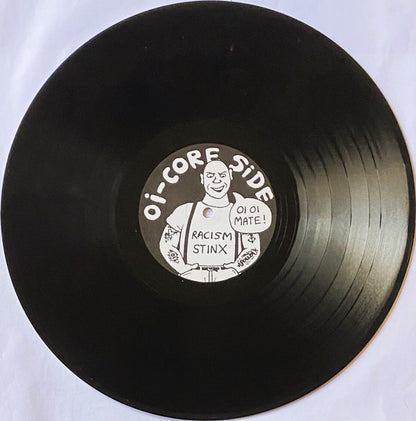 Oi-CORE SiDE
OI OI
MATE!
RACISM
STINX